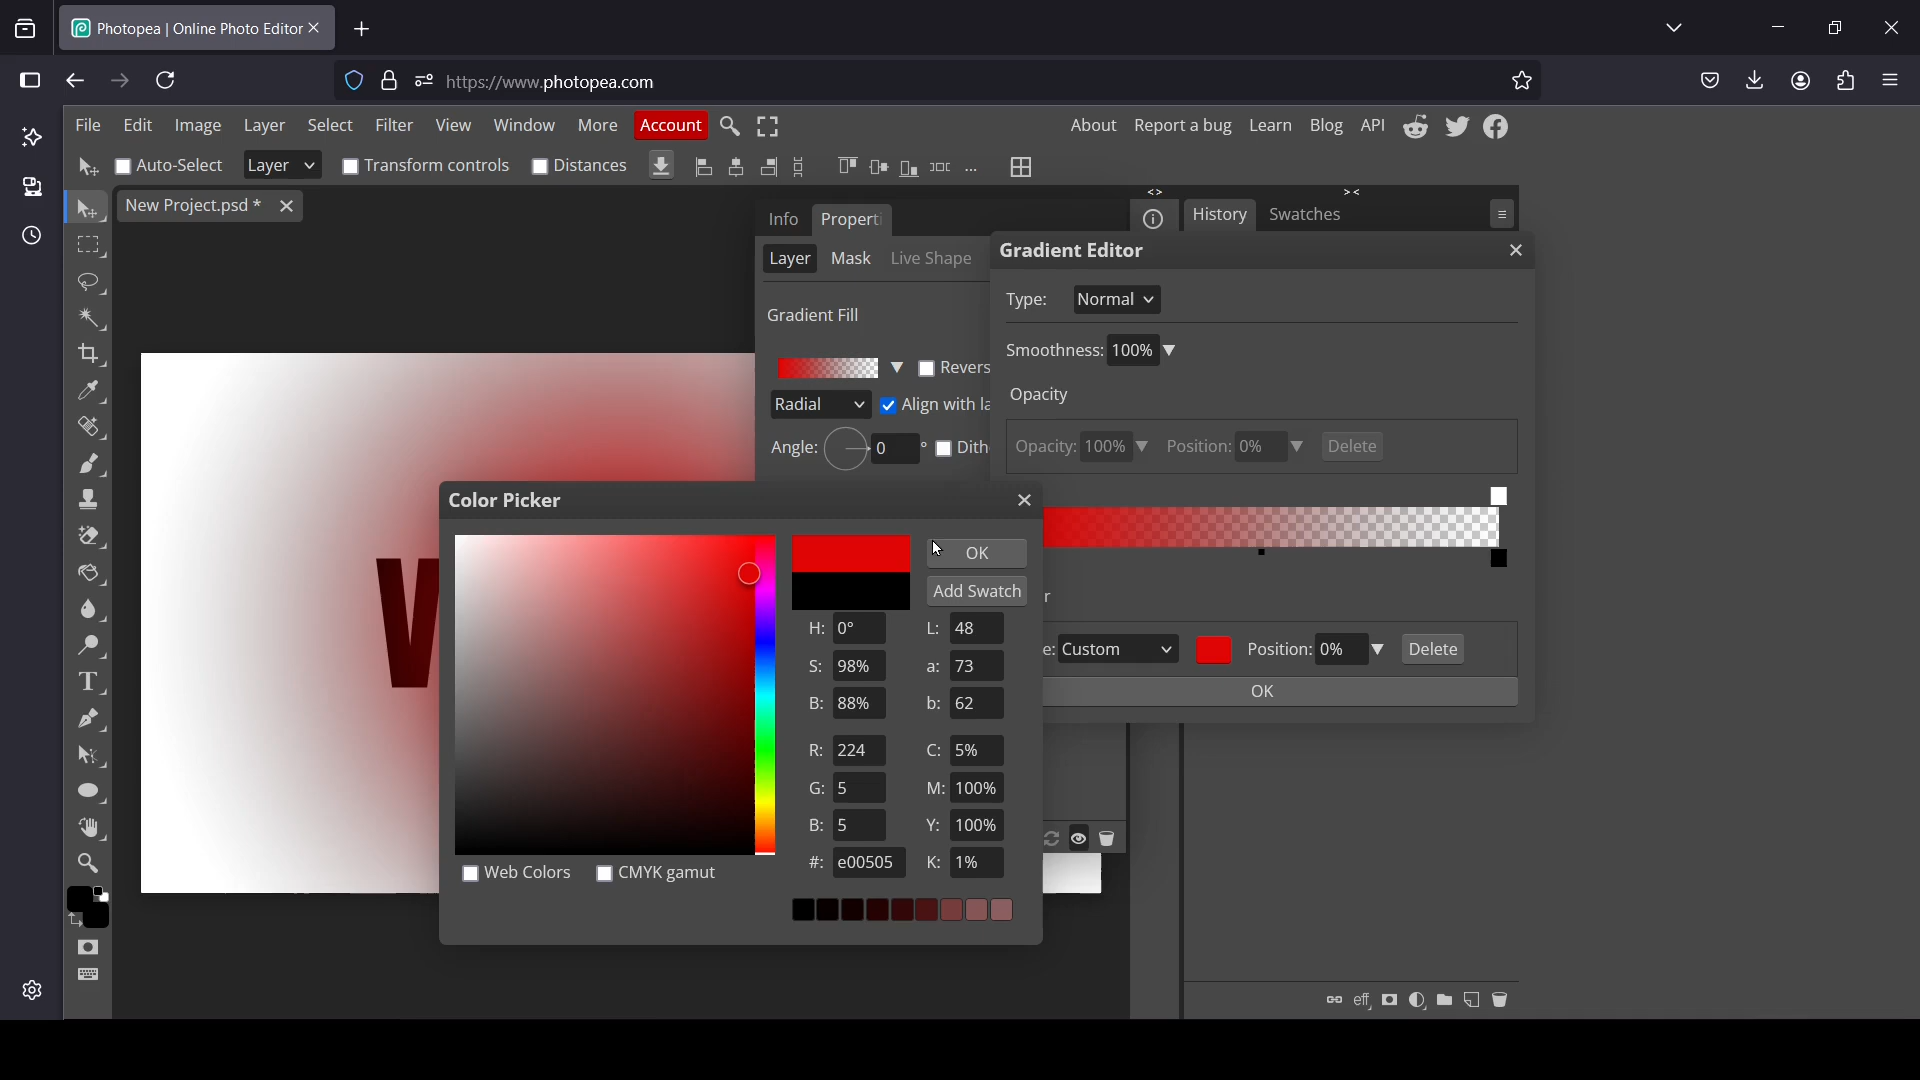 Photopea | Online Photo Editor
https://www.photopea.com
File Edit Image Layer Select Filter View Window More Account About Report a bug Learn Blog API
Auto-Select Layer Transform controls Distances ...
New Project.psd *
Info Properti
History Swatches
Layer Mask Live Shape
Gradient Editor
Type: Normal
Gradient Fill
Smoothness: 100%
Revers
Opacity
Radial Align with la
Opacity: 100% Position: 0% Delete
Angle: 0 ° Dith
Color Picker
OK
Add Swatch
H: 0° L: 48
S: 98% a: 73
B: 88% b: 62
R: 224 C: 5%
G: 5 M: 100%
B: 5 Y: 100%
#: e00505 K: 1%
Web Colors CMYK gamut
r
e: Custom Position: 0% Delete
OK
eff